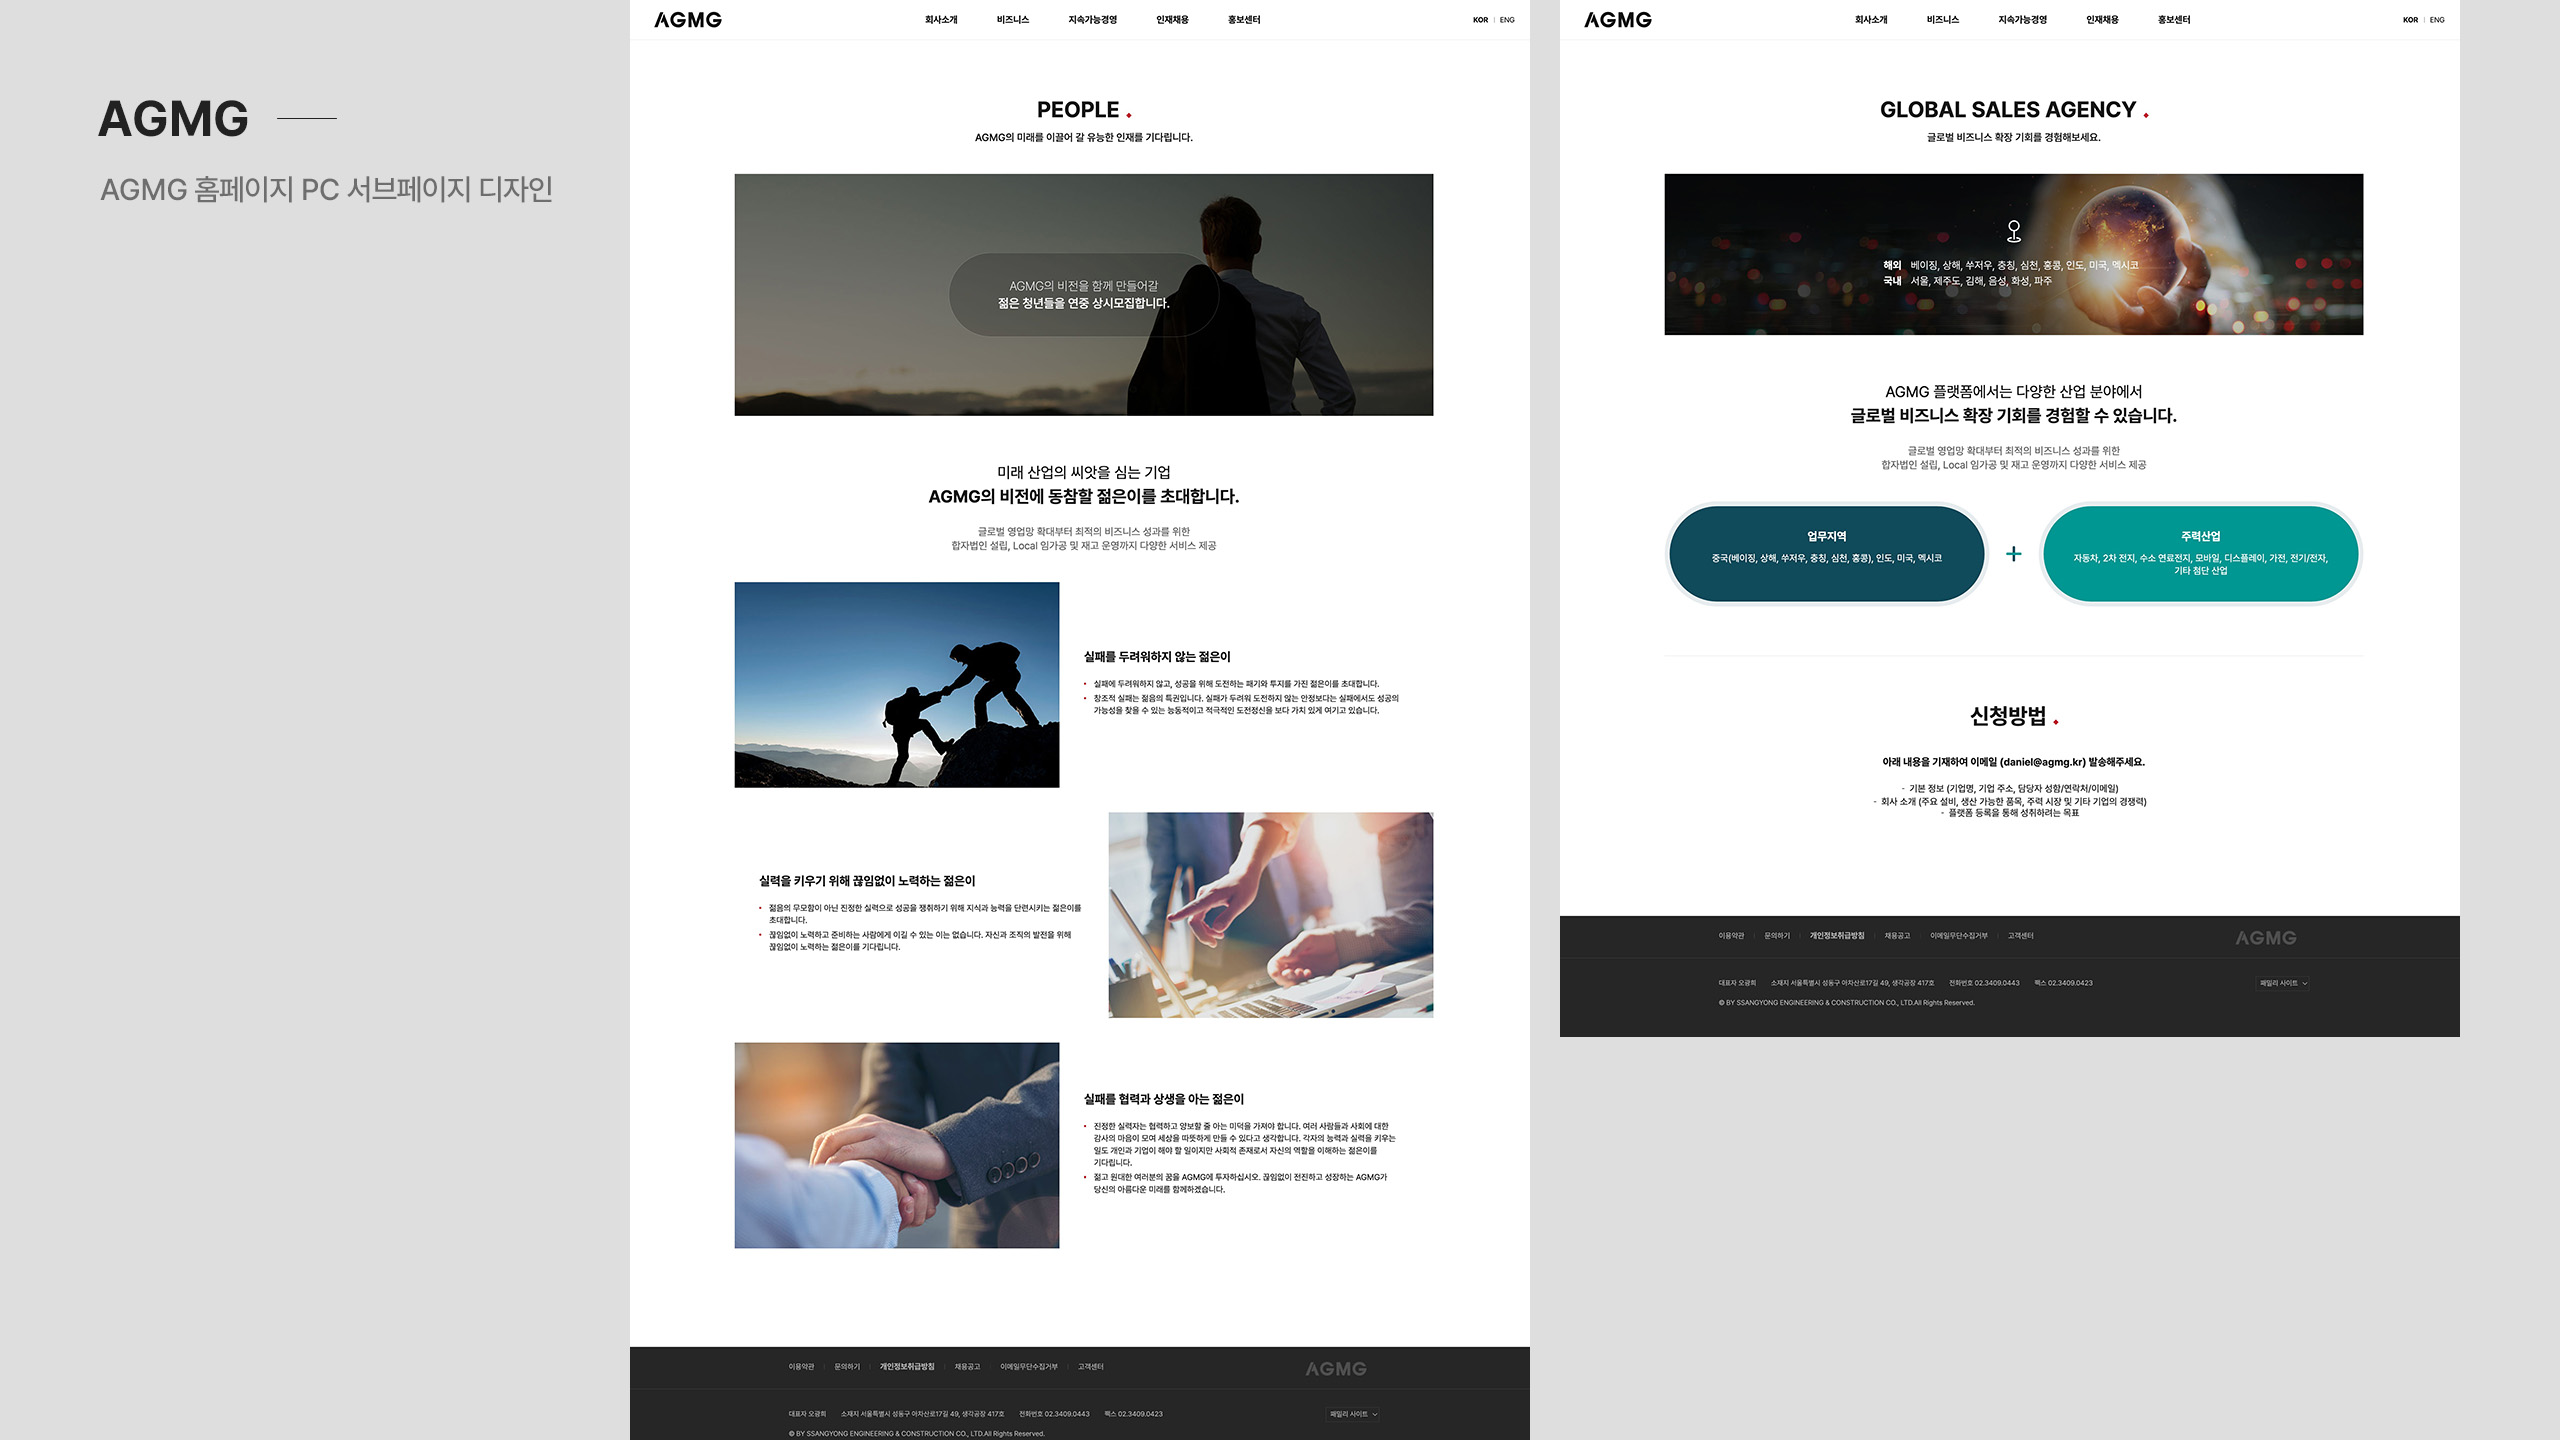 AGMG
AGMG 홈페이지 PC 서브페이지 디자인
AGMG
회사소개
비즈니스
지속가능경영
인재채용
홍보센터
KOR | ENG
PEOPLE .
AGMG의 미래를 이끌어 갈 유능한 인재를 기다립니다.
AGMG의 비전을 함께 만들어갈
젊은 청년들을 연중 상시모집합니다.
미래 산업의 씨앗을 심는 기업
AGMG의 비전에 동참할 젊은이를 초대합니다.
글로벌 영업망 확대부터 최적의 비즈니스 성과를 위한
합자법인 설립, Local 임가공 및 재고 운영까지 다양한 서비스 제공
실패를 두려워하지 않는 젊은이
• 실패에 두려워하지 않고, 성공을 위해 도전하는 패기와 투지를 가진 젊은이를 초대합니다.
• 창조적 실패는 젊음의 특권입니다. 실패가 두려워 도전하지 않는 안정보다는 실패에서도 성공의
가능성을 찾을 수 있는 능동적이고 적극적인 도전정신을 보다 가치 있게 여기고 있습니다.
실력을 키우기 위해 끊임없이 노력하는 젊은이
• 젊음의 무모함이 아닌 진정한 실력으로 성공을 쟁취하기 위해 지식과 능력을 단련시키는 젊은이를
초대합니다.
• 끊임없이 노력하고 준비하는 사람에게 이길 수 있는 이는 없습니다. 자신과 조직의 발전을 위해
끊임없이 노력하는 젊은이를 기다립니다.
실패를 협력과 상생을 아는 젊은이
• 진정한 실력자는 협력하고 양보할 줄 아는 미덕을 가져야 합니다. 여러 사람들과 사회에 대한
감사의 마음이 모여 세상을 따뜻하게 만들 수 있다고 생각합니다. 각자의 능력과 실력을 키우는
일도 개인과 기업이 해야 할 일이지만 사회적 존재로서 자신의 역할을 이해하는 젊은이를
기다립니다.
• 젊고 원대한 여러분의 꿈을 AGMG에 투자하십시오. 끊임없이 전진하고 성장하는 AGMG가
당신의 아름다운 미래를 함께하겠습니다.
이용약관 | 문의하기 | 개인정보취급방침 | 채용공고 | 이메일무단수집거부 | 고객센터
AGMG
대표자 오광희 소재지 서울특별시 성동구 아차산로17길 49, 생각공장 417호 전화번호 02.3409.0443 팩스 02.3409.0423
패밀리 사이트
© BY SSANGYONG ENGINEERING & CONSTRUCTION CO., LTD.All Rights Reserved.
AGMG
회사소개
비즈니스
지속가능경영
인재채용
홍보센터
KOR | ENG
GLOBAL SALES AGENCY .
글로벌 비즈니스 확장 기회를 경험해보세요.
해외 베이징, 상해, 쑤저우, 충칭, 심천, 홍콩, 인도, 미국, 멕시코
국내 서울, 제주도, 김해, 음성, 화성, 파주
AGMG 플랫폼에서는 다양한 산업 분야에서
글로벌 비즈니스 확장 기회를 경험할 수 있습니다.
글로벌 영업망 확대부터 최적의 비즈니스 성과를 위한
합자법인 설립, Local 임가공 및 재고 운영까지 다양한 서비스 제공
업무지역
중국(베이징, 상해, 쑤저우, 충칭, 심천, 홍콩), 인도, 미국, 멕시코
+
주력산업
자동차, 2차 전지, 수소 연료전지, 모바일, 디스플레이, 가전, 전기/전자,
기타 첨단 산업
신청방법 .
아래 내용을 기재하여 이메일 (daniel@agmg.kr) 발송해주세요.
- 기본 정보 (기업명, 기업 주소, 담당자 성함/연락처/이메일)
- 회사 소개 (주요 설비, 생산 가능한 품목, 주력 시장 및 기타 기업의 경쟁력)
- 플랫폼 등록을 통해 성취하려는 목표
이용약관 | 문의하기 | 개인정보취급방침 | 채용공고 | 이메일무단수집거부 | 고객센터
AGMG
대표자 오광희 소재지 서울특별시 성동구 아차산로17길 49, 생각공장 417호 전화번호 02.3409.0443 팩스 02.3409.0423
패밀리 사이트
© BY SSANGYONG ENGINEERING & CONSTRUCTION CO., LTD.All Rights Reserved.